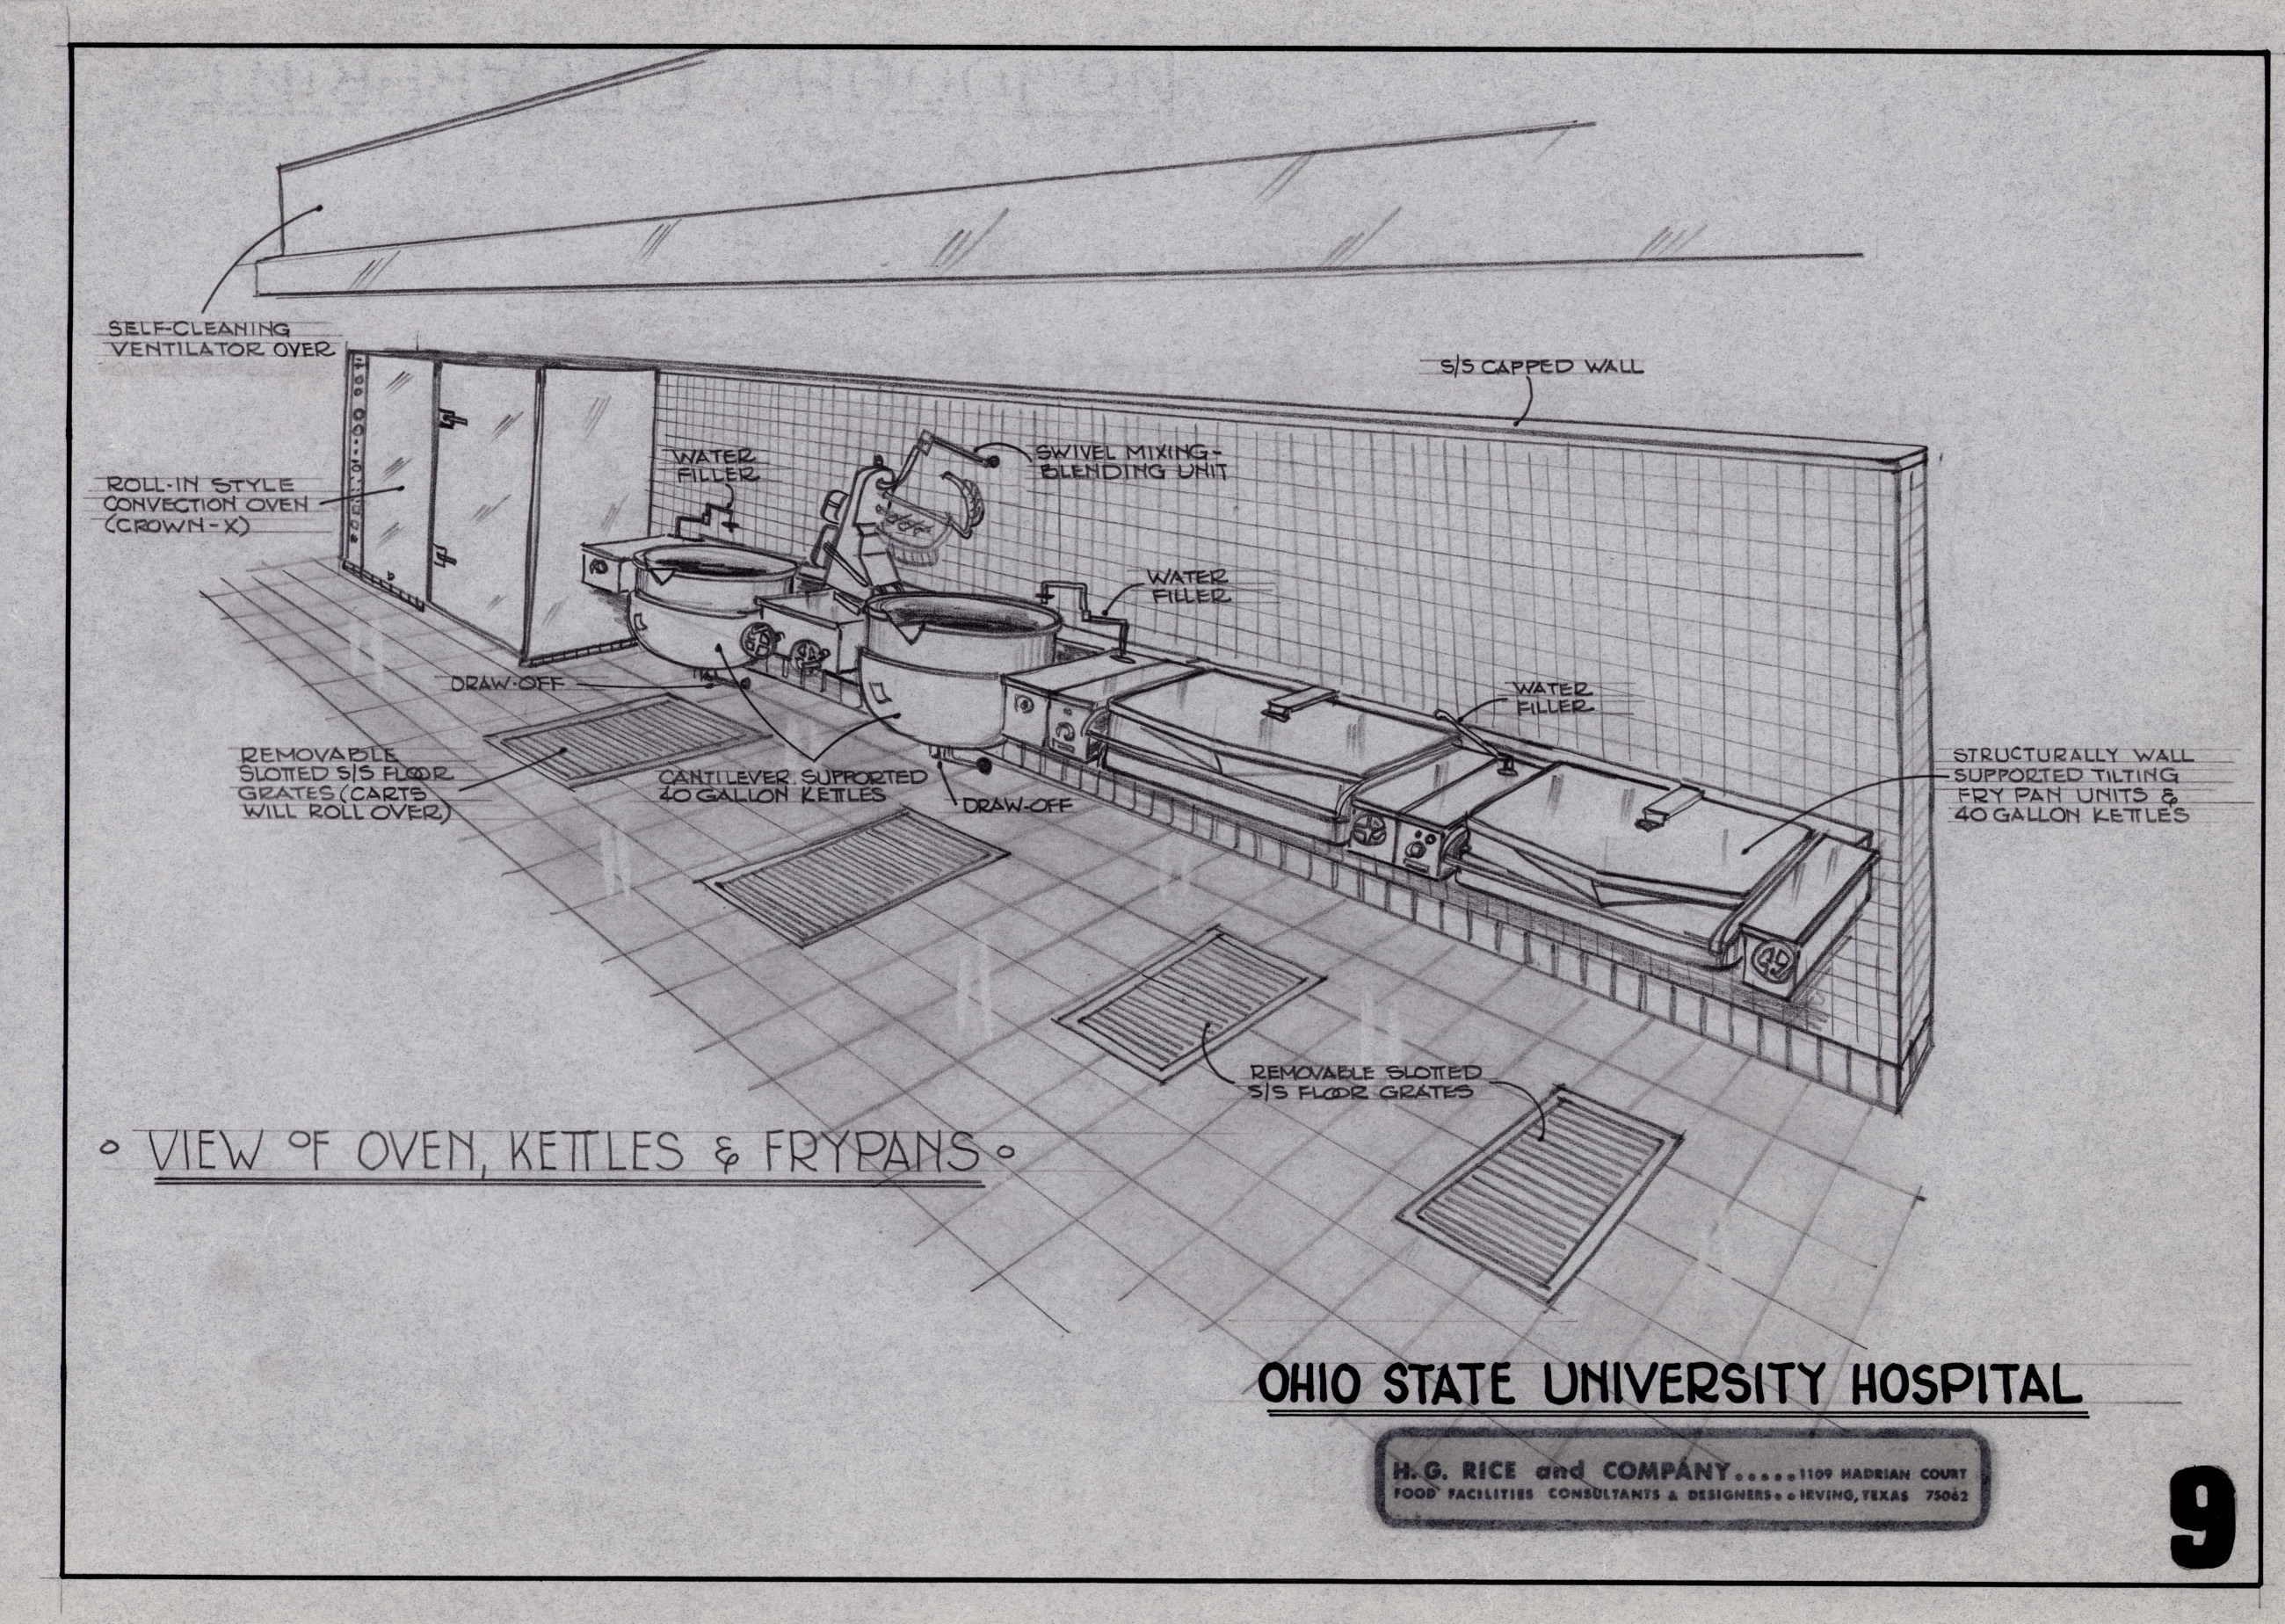 SELF-CLEANING
VENTILATOR OVER
S/S CAPPED WALL
WATER
FILLER
SWIVEL MIXING-
BLENDING UNIT
ROLL-IN STYLE
CONVECTION OVEN
(CROWN-X)
WATER
FILLER
DRAW-OFF
WATER
FILLER
REMOVABLE
SLOTTED S/S FLOOR
GRATES (CARTS
WILL ROLL OVER)
CANTILEVER SUPPORTED
40 GALLON KETTLES
DRAW-OFF
STRUCTURALLY WALL
SUPPORTED TILTING
FRY PAN UNITS &
40 GALLON KETTLES
REMOVABLE SLOTTED
S/S FLOOR GRATES
VIEW OF OVEN, KETTLES & FRYPANS
OHIO STATE UNIVERSITY HOSPITAL
H. G. RICE and COMPANY.....1109 HADRIAN COURT
FOOD FACILITIES CONSULTANTS & DESIGNERS..IRVING, TEXAS 75062
9